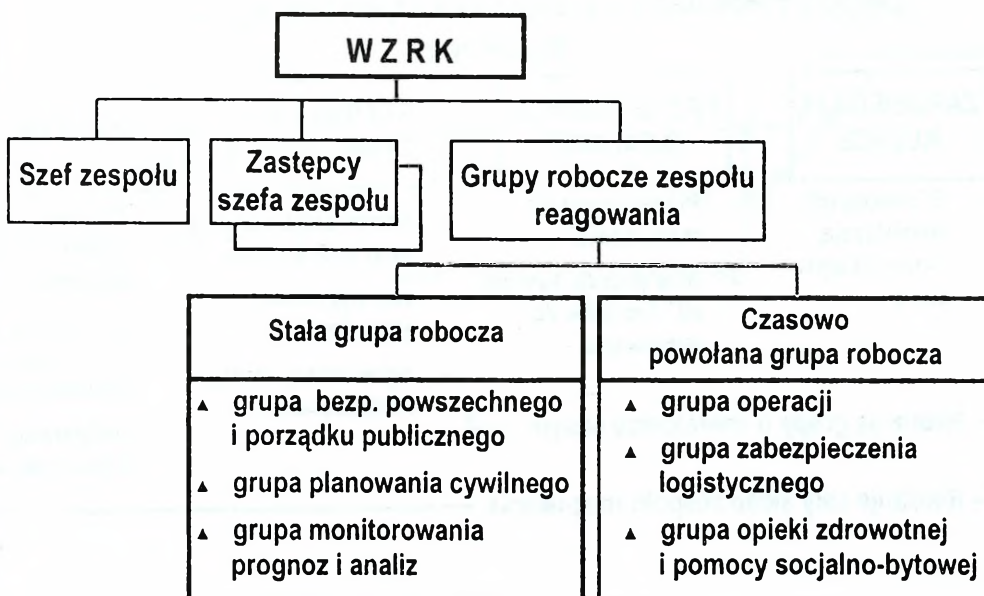 W Z R K
Szef zespołu
Zastępcy
szefa zespołu
Grupy robocze zespołu
reagowania
Stała grupa robocza
▲ grupa bezp. powszechnego
i porządku publicznego
▲ grupa planowania cywilnego
▲ grupa monitorowania
prognoz i analiz
Czasowo
powołana grupa robocza
▲ grupa operacji
▲ grupa zabezpieczenia
logistycznego
▲ grupa opieki zdrowotnej
i pomocy socjalno-bytowej